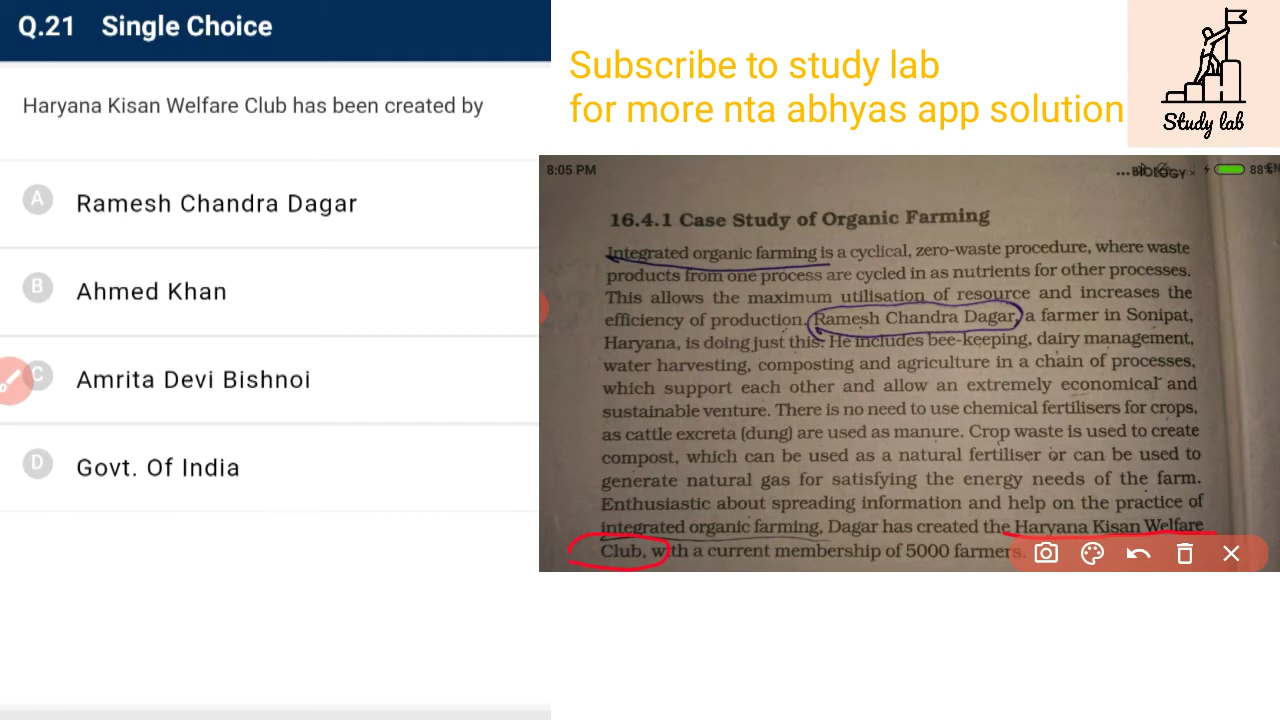 Q.21 Single Choice
Haryana Kisan Welfare Club has been created by
A Ramesh Chandra Dagar
B Ahmed Khan
C Amrita Devi Bishnoi
D Govt. Of India
Subscribe to study lab
for more nta abhyas app solution
Study lab
8:05 PM
BIOLOGY
88%
16.4.1 Case Study of Organic Farming
Integrated organic farming is a cyclical, zero-waste procedure, where waste
products from one process are cycled in as nutrients for other processes.
This allows the maximum utilisation of resource and increases the
efficiency of production. Ramesh Chandra Dagar, a farmer in Sonipat,
Haryana, is doing just this. He includes bee-keeping, dairy management,
water harvesting, composting and agriculture in a chain of processes,
which support each other and allow an extremely economical and
sustainable venture. There is no need to use chemical fertilisers for crops,
as cattle excreta (dung) are used as manure. Crop waste is used to create
compost, which can be used as a natural fertiliser or can be used to
generate natural gas for satisfying the energy needs of the farm.
Enthusiastic about spreading information and help on the practice of
integrated organic farming, Dagar has created the Haryana Kisan Welfare
Club, with a current membership of 5000 farmers.